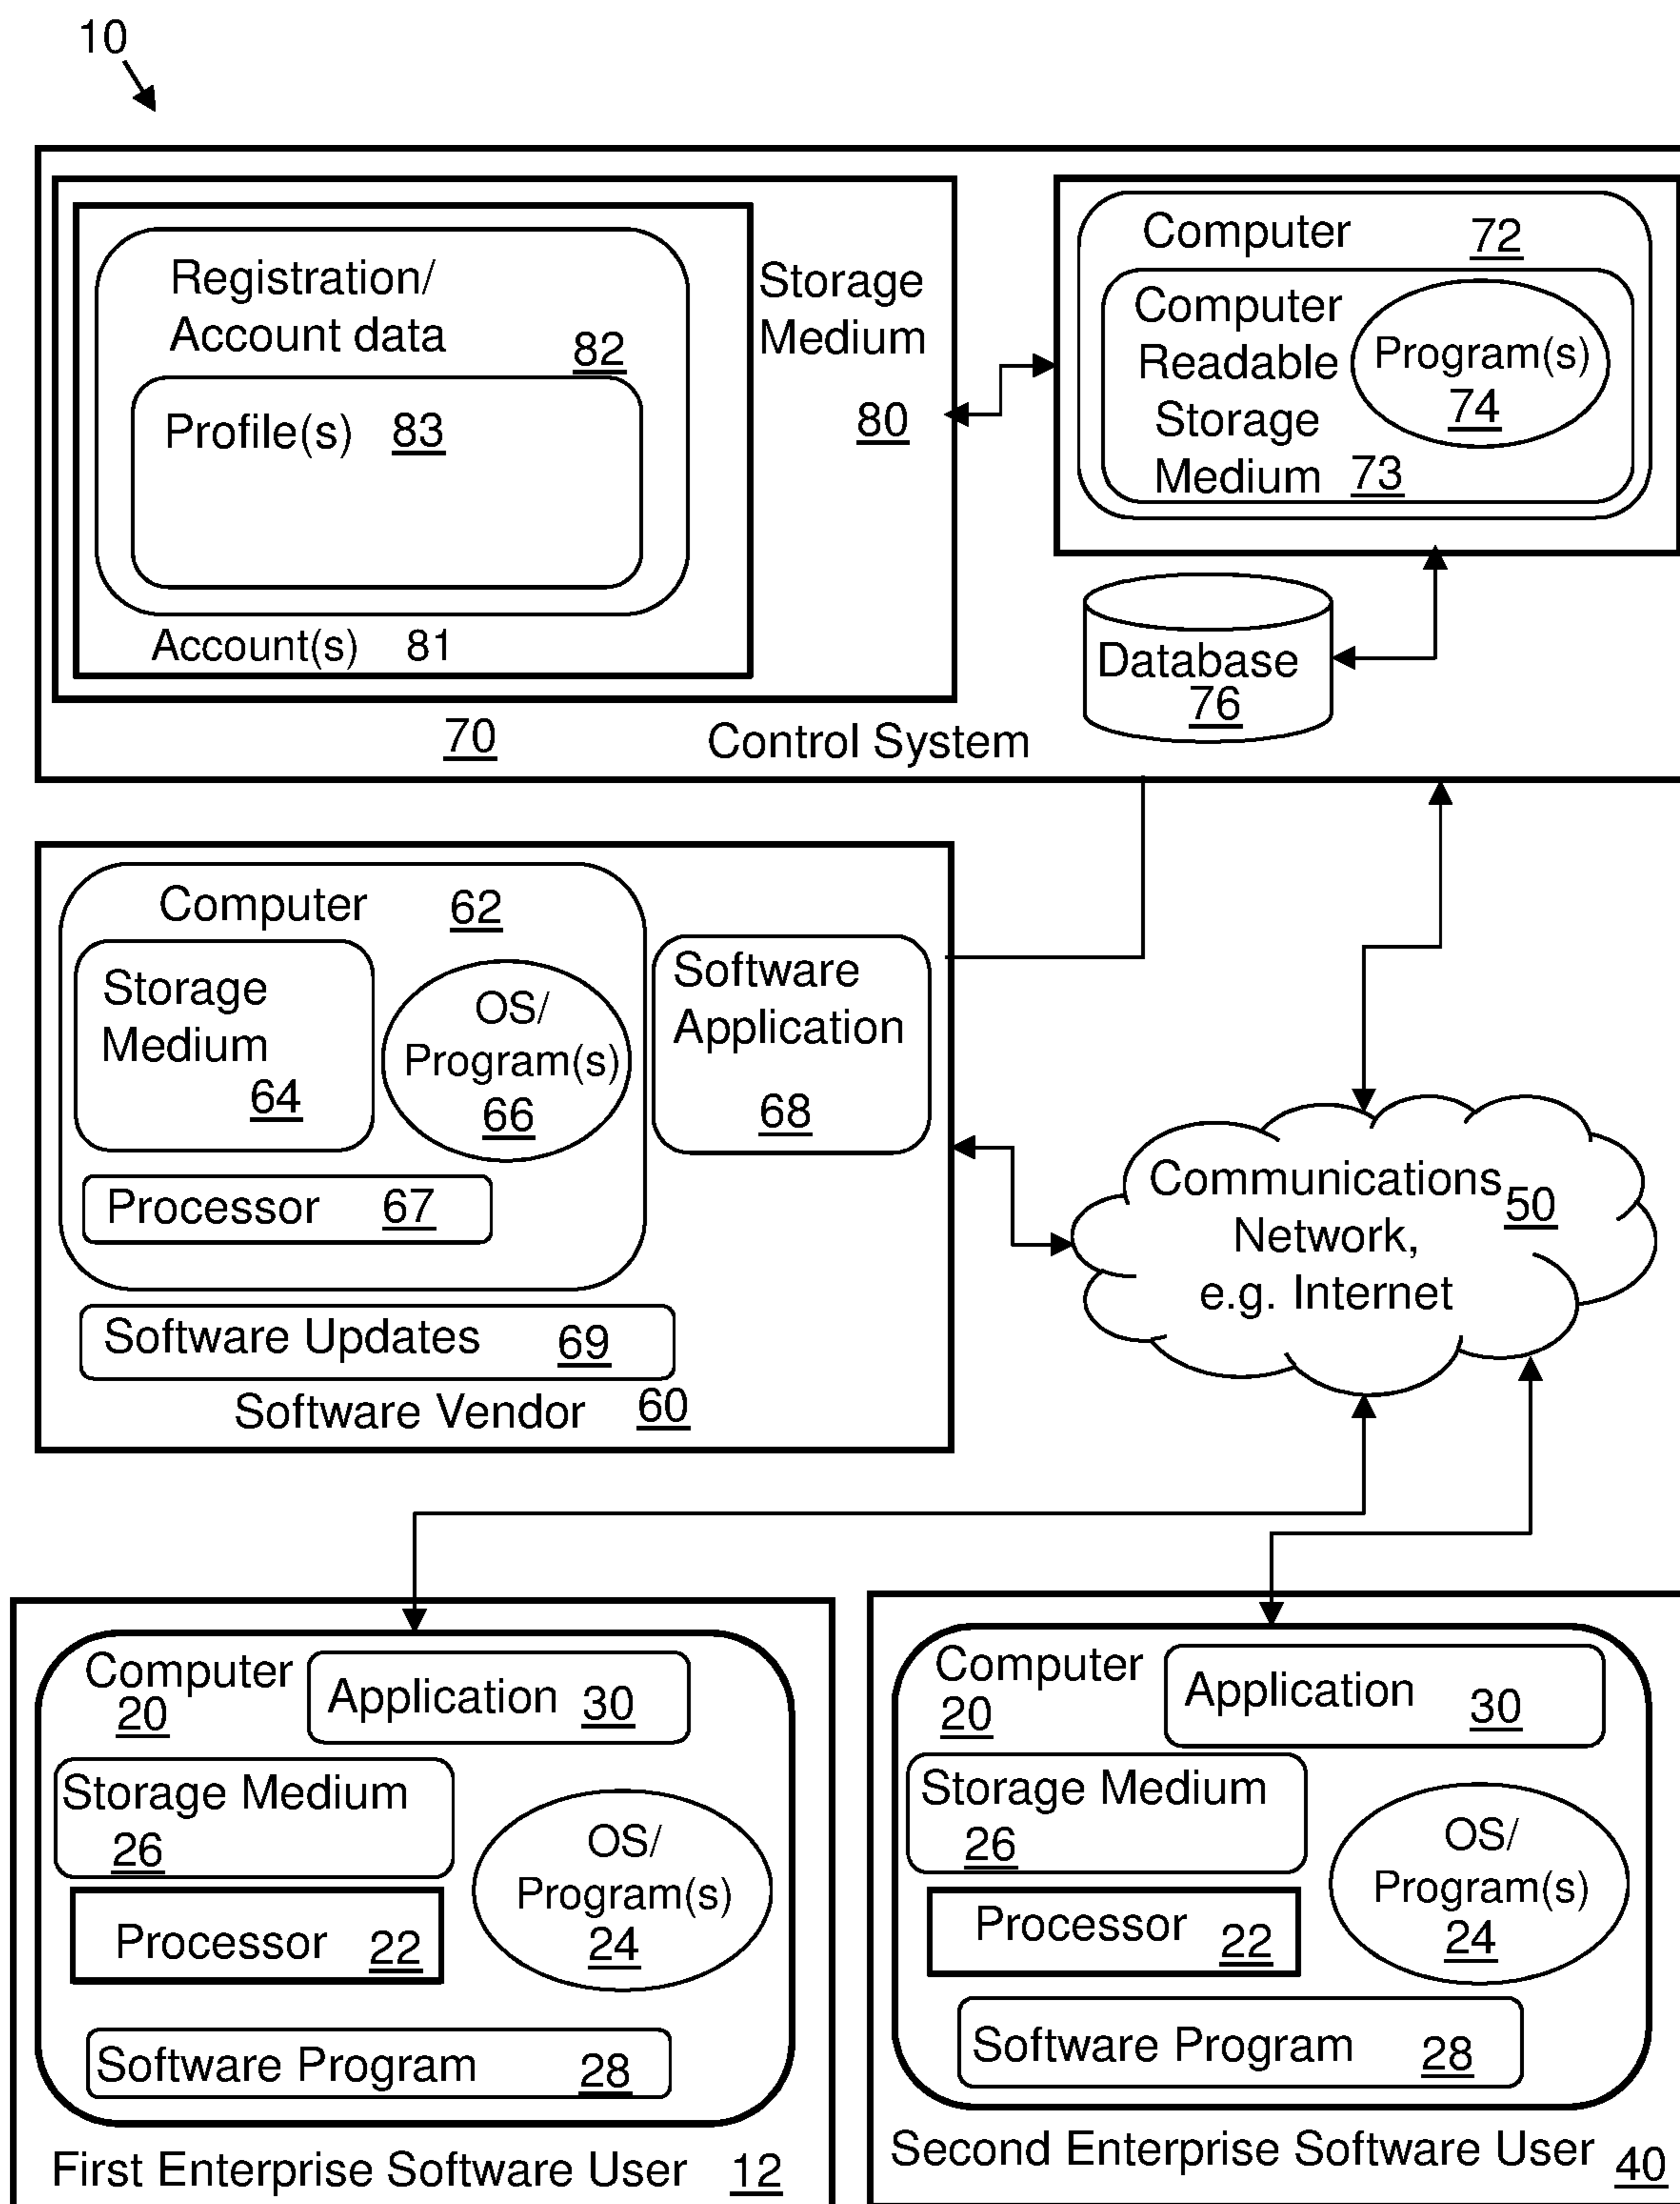 10
Registration/
Account data
82
Profile(s) 83
Account(s) 81
Storage
Medium
80
Computer 72
Computer
Readable
Storage
Medium 73
Program(s)
74
Database
76
70 Control System
Computer 62
Storage
Medium
64
OS/
Program(s)
66
Processor 67
Software
Application
68
Software Updates 69
Software Vendor 60
Communications
Network,
e.g. Internet
50
Computer
20
Application 30
Storage Medium
26
OS/
Program(s)
24
Processor 22
Software Program 28
First Enterprise Software User 12
Computer
20
Application 30
Storage Medium
26
OS/
Program(s)
24
Processor 22
Software Program 28
Second Enterprise Software User 40